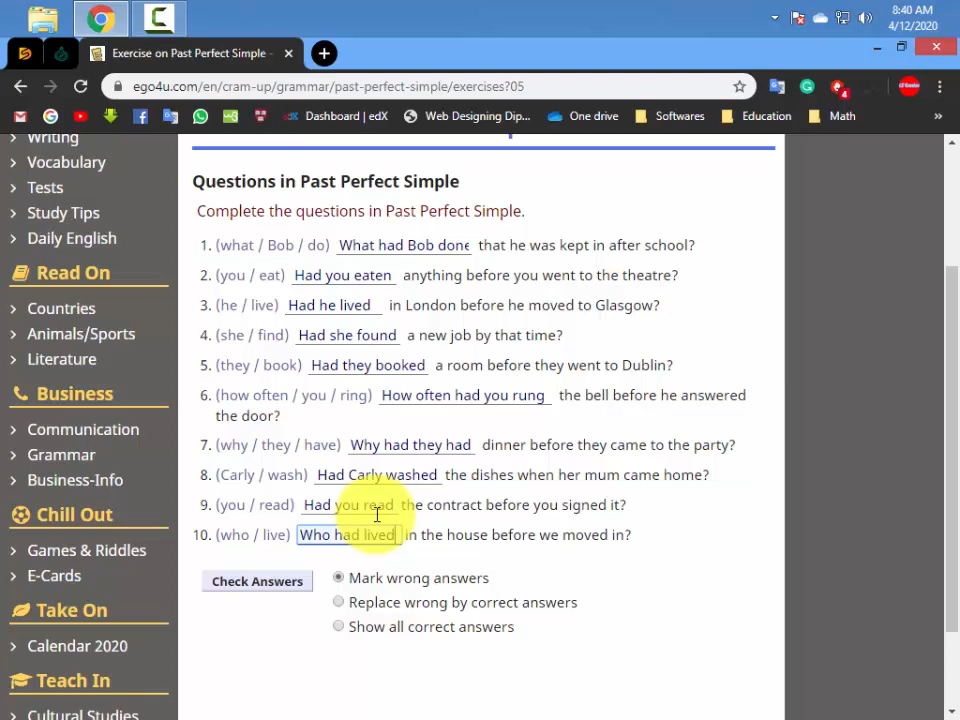 8:40 AM
4/12/2020
Exercise on Past Perfect Simple -
ego4u.com/en/cram-up/grammar/past-perfect-simple/exercises?05
4
Dashboard | edX
Web Designing Dip...
One drive
Softwares
Education
Math
»
Writing
Vocabulary
Tests
Study Tips
Daily English
Read On
Countries
Animals/Sports
Literature
Business
Communication
Grammar
Business-Info
Chill Out
Games & Riddles
E-Cards
Take On
Calendar 2020
Teach In
Cultural Studies
Questions in Past Perfect Simple
Complete the questions in Past Perfect Simple.
1. (what / Bob / do) What had Bob done that he was kept in after school?
2. (you / eat) Had you eaten anything before you went to the theatre?
3. (he / live) Had he lived in London before he moved to Glasgow?
4. (she / find) Had she found a new job by that time?
5. (they / book) Had they booked a room before they went to Dublin?
6. (how often / you / ring) How often had you rung the bell before he answered
the door?
7. (why / they / have) Why had they had dinner before they came to the party?
8. (Carly / wash) Had Carly washed the dishes when her mum came home?
9. (you / read) Had you read the contract before you signed it?
10. (who / live) Who had lived in the house before we moved in?
Check Answers
Mark wrong answers
Replace wrong by correct answers
Show all correct answers